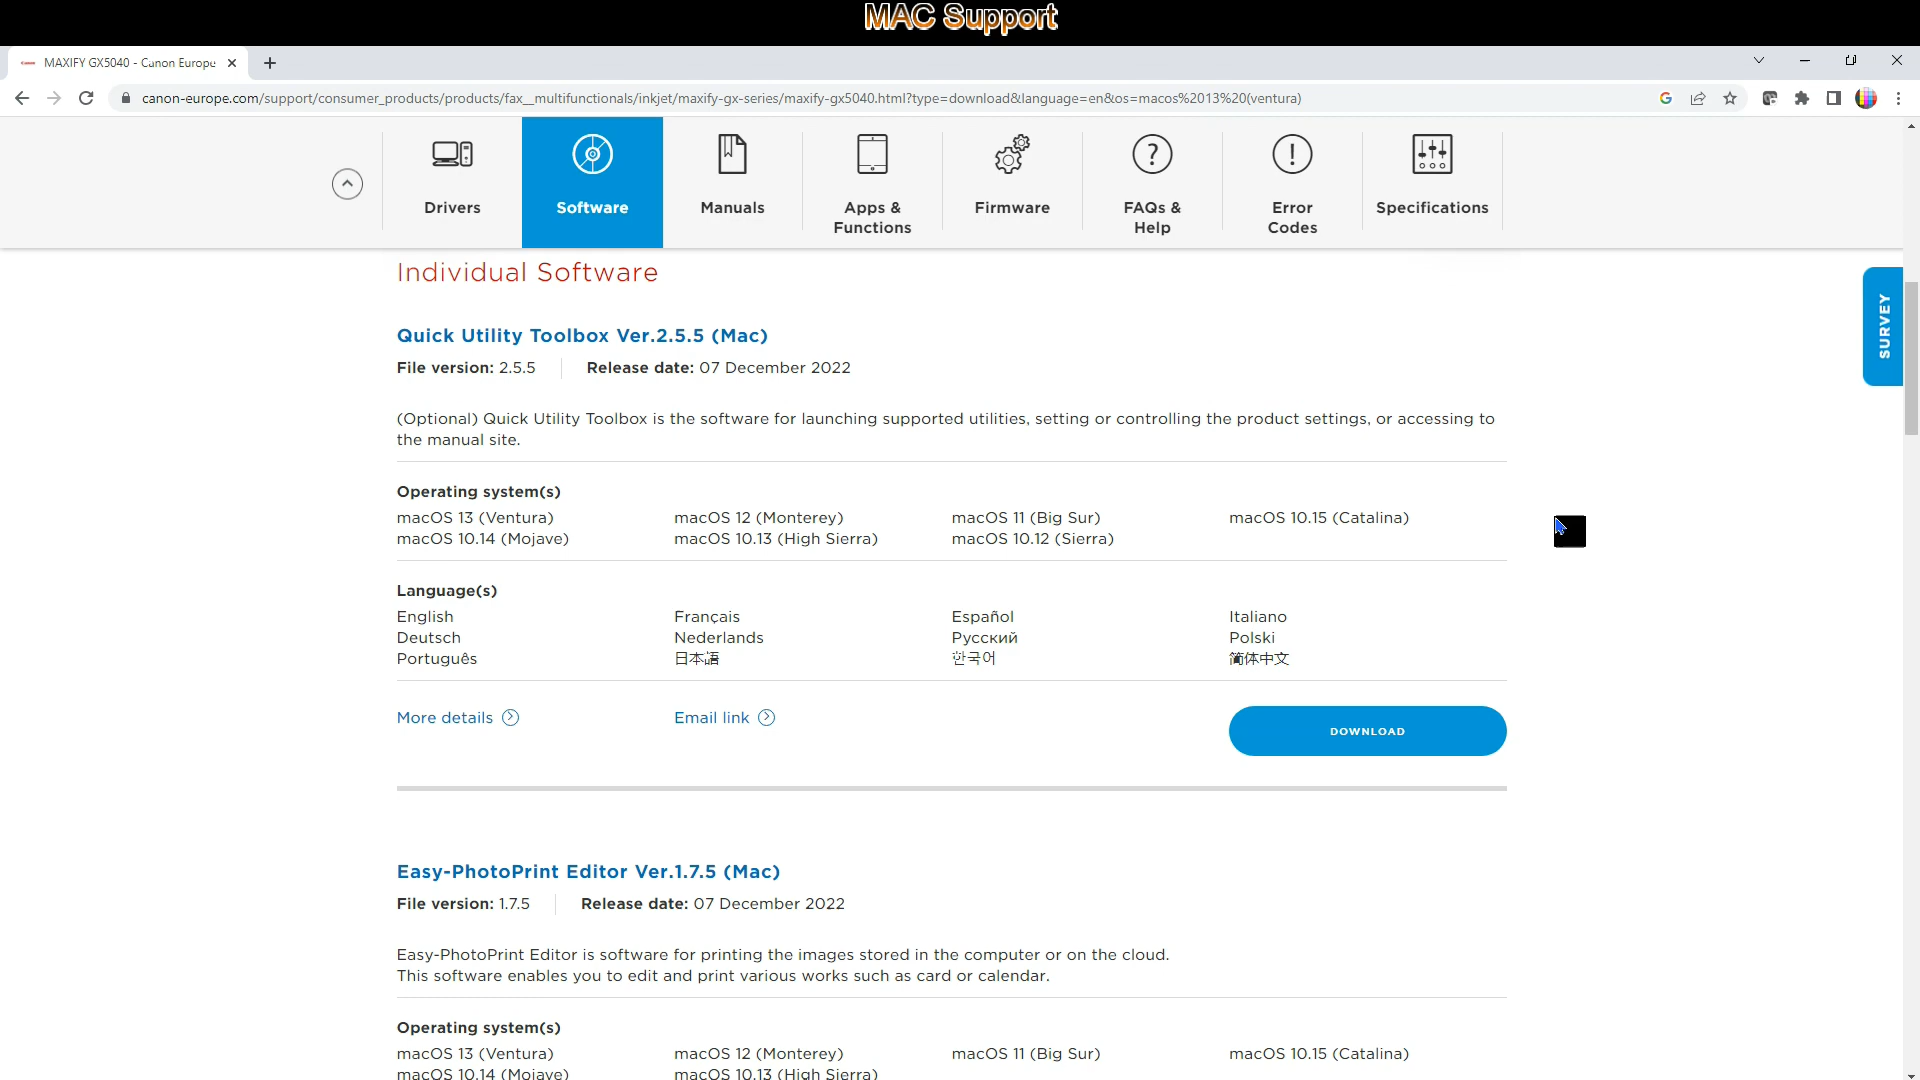 MAC Support
MAXIFY GX5040 - Canon Europe
canon-europe.com/support/consumer_products/products/fax__multifunctionals/inkjet/maxify-gx-series/maxify-gx5040.html?type=download&language=en&os=macos%2013%20(ventura)
Drivers
Software
Manuals
Apps &
Functions
Firmware
FAQs &
Help
Error
Codes
Specifications
SURVEY
Individual Software
Quick Utility Toolbox Ver.2.5.5 (Mac)
File version: 2.5.5 Release date: 07 December 2022
(Optional) Quick Utility Toolbox is the software for launching supported utilities, setting or controlling the product settings, or accessing to
the manual site.
Operating system(s)
macOS 13 (Ventura) macOS 12 (Monterey) macOS 11 (Big Sur) macOS 10.15 (Catalina)
macOS 10.14 (Mojave) macOS 10.13 (High Sierra) macOS 10.12 (Sierra)
Language(s)
English Français Español Italiano
Deutsch Nederlands Русский Polski
Português 日本語 한국어 简体中文
More details Email link DOWNLOAD
Easy-PhotoPrint Editor Ver.1.7.5 (Mac)
File version: 1.7.5 Release date: 07 December 2022
Easy-PhotoPrint Editor is software for printing the images stored in the computer or on the cloud.
This software enables you to edit and print various works such as card or calendar.
Operating system(s)
macOS 13 (Ventura) macOS 12 (Monterey) macOS 11 (Big Sur) macOS 10.15 (Catalina)
macOS 10.14 (Mojave) macOS 10.13 (High Sierra)